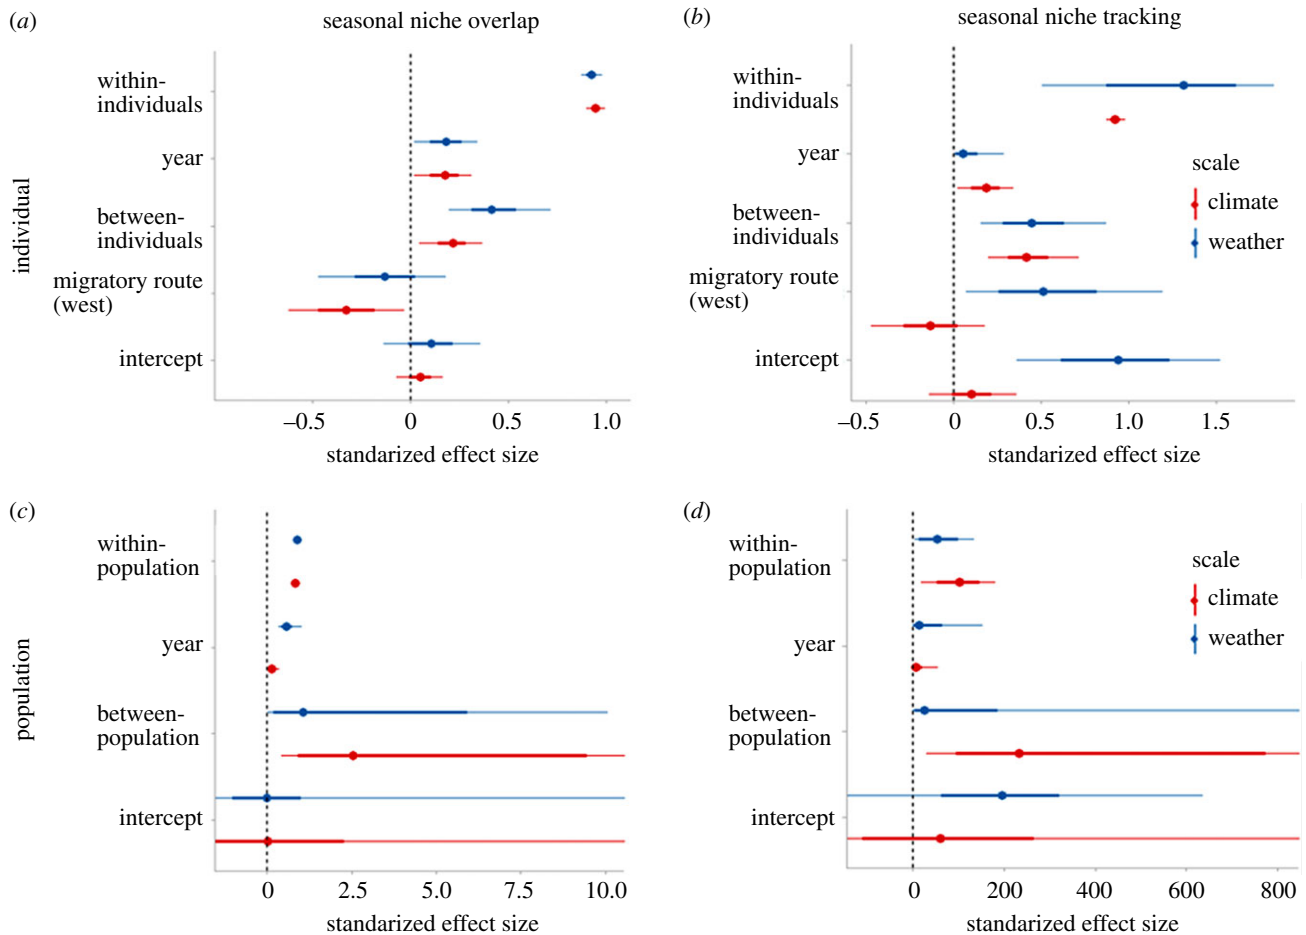 (a)
seasonal niche overlap
individual
within-
individuals
year
between-
individuals
migratory route
(west)
intercept
–0.5 0 0.5 1.0
standarized effect size
(b)
seasonal niche tracking
within-
individuals
year
between-
individuals
migratory route
(west)
intercept
scale
climate
weather
–0.5 0 0.5 1.0 1.5
standarized effect size
(c)
population
within-
population
year
between-
population
intercept
0 2.5 5.0 7.5 10.0
standarized effect size
(d)
within-
population
year
between-
population
intercept
scale
climate
weather
0 200 400 600 800
standarized effect size